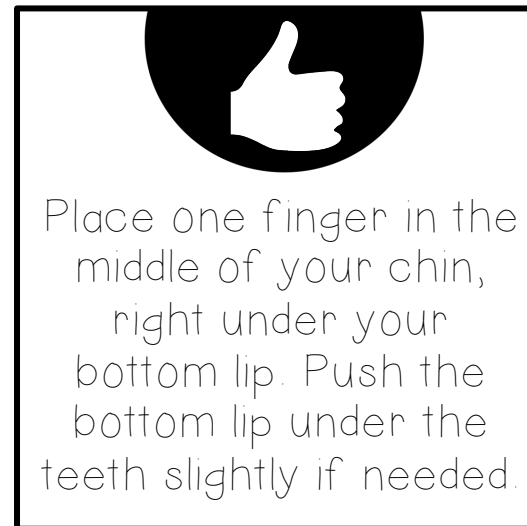 Place one finger in the
middle of your chin,
right under your
bottom lip. Push the
bottom lip under the
teeth slightly if needed.